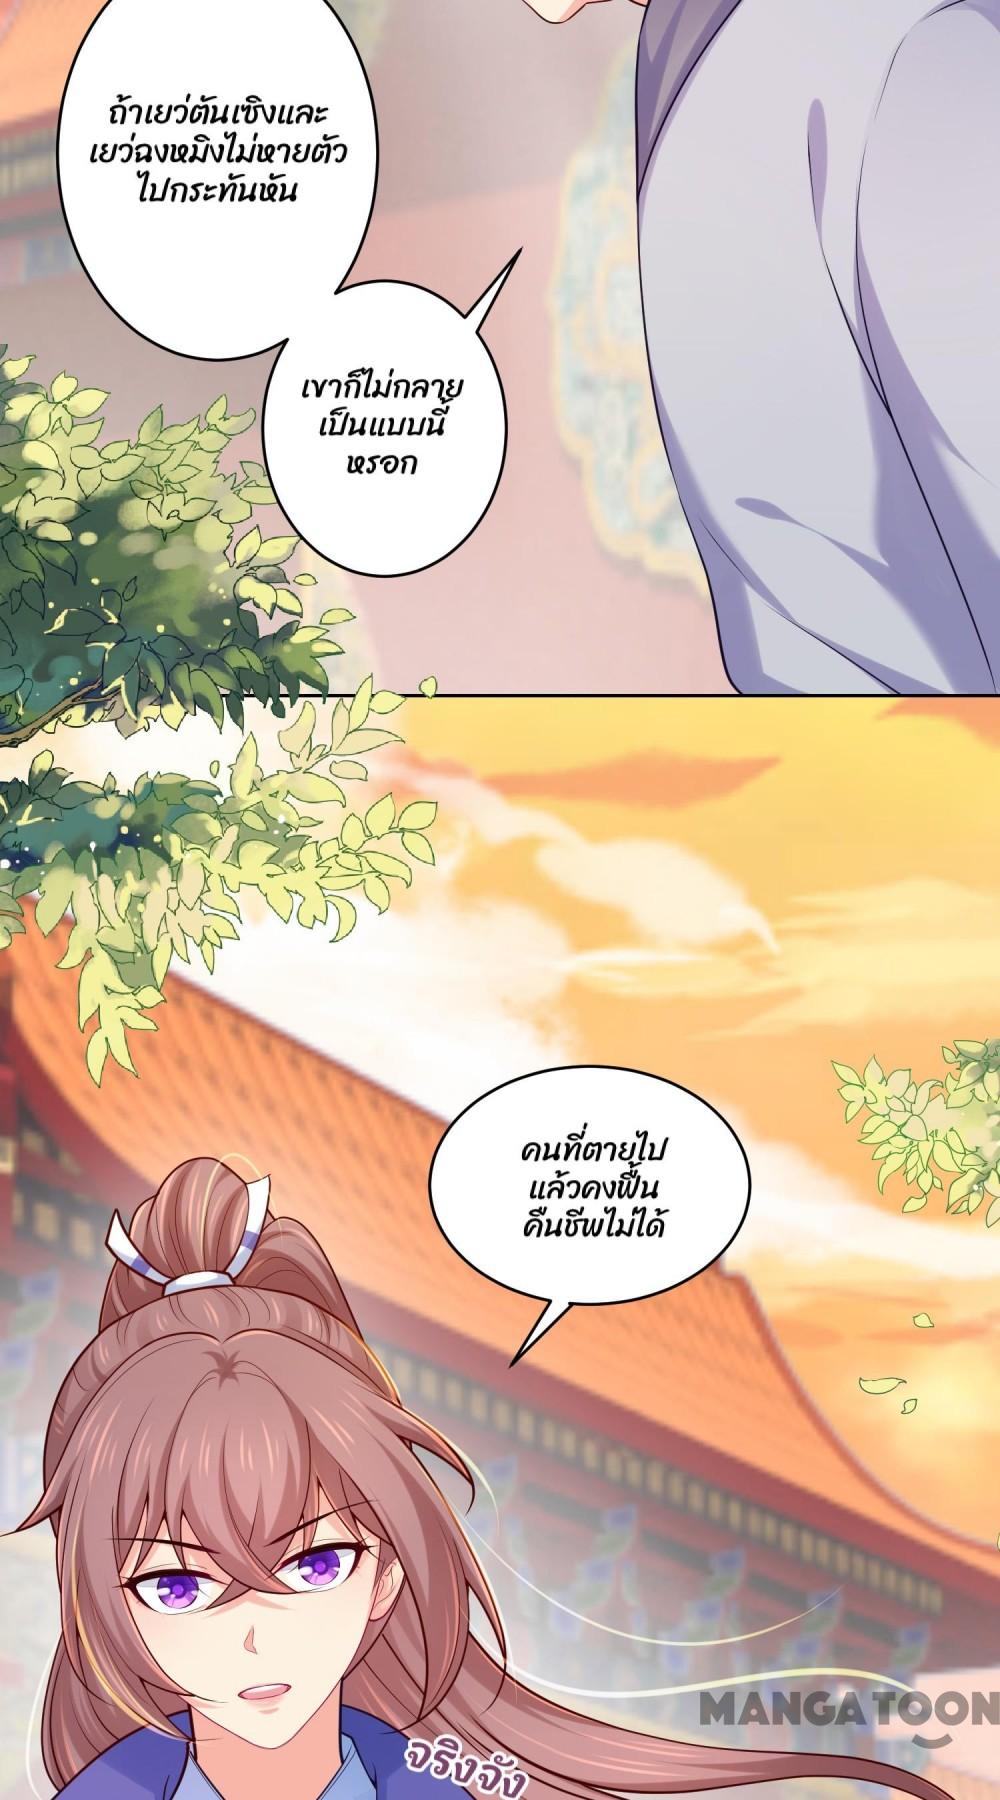 ถ้าเยว่ตันเซิงและ
เยว่ฉงหมิงไม่หายตัว
ไปกระทันหัน
เขาก็ไม่กลาย
เป็นแบบนี้
หรอก
คนที่ตายไป
แล้วคงฟื้น
คืนชีพไม่ได้
MANGATOON
จริงจัง